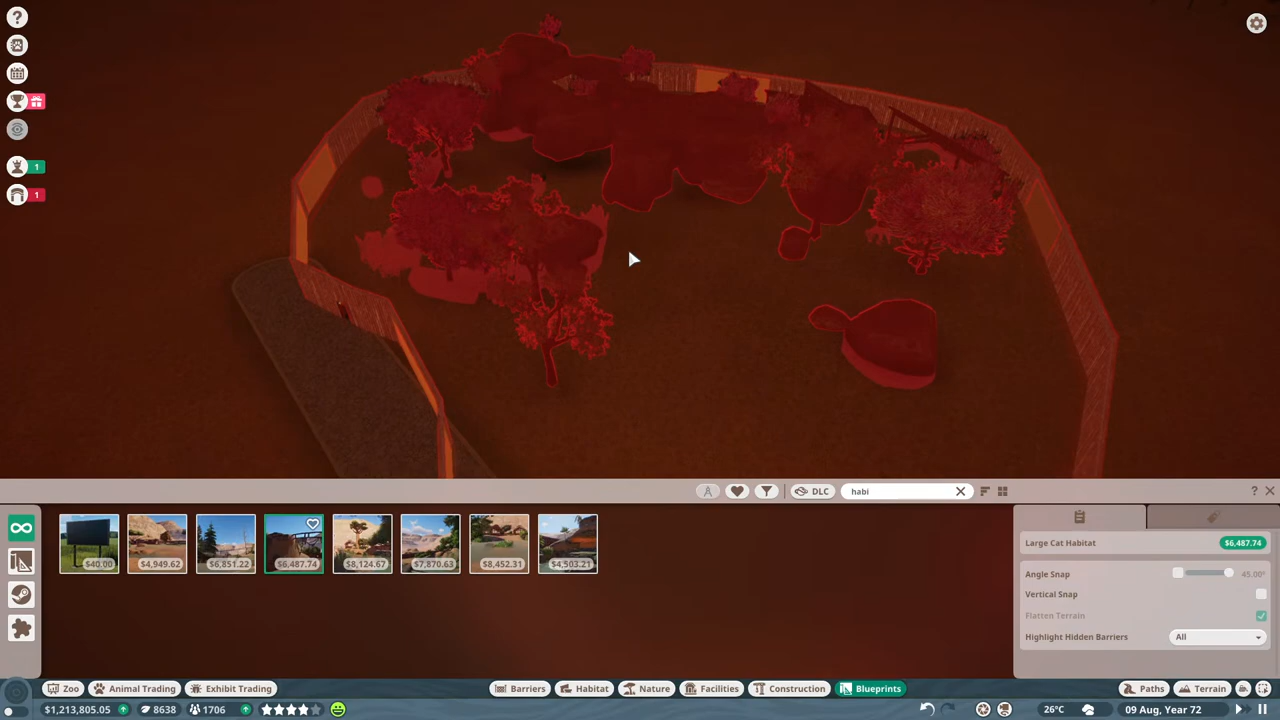 1
1
DLC
habi
?
$40.00
$4,949.62
$6,851.22
$6,487.74
$8,124.67
$7,870.63
$8,452.31
$4,503.21
Large Cat Habitat
$6,487.74
Angle Snap
45.00°
Vertical Snap
Flatten Terrain
Highlight Hidden Barriers
All
Zoo
Animal Trading
Exhibit Trading
Barriers
Habitat
Nature
Facilities
Construction
Blueprints
Paths
Terrain
$1,213,805.05
8638
1706
26°C
09 Aug, Year 72